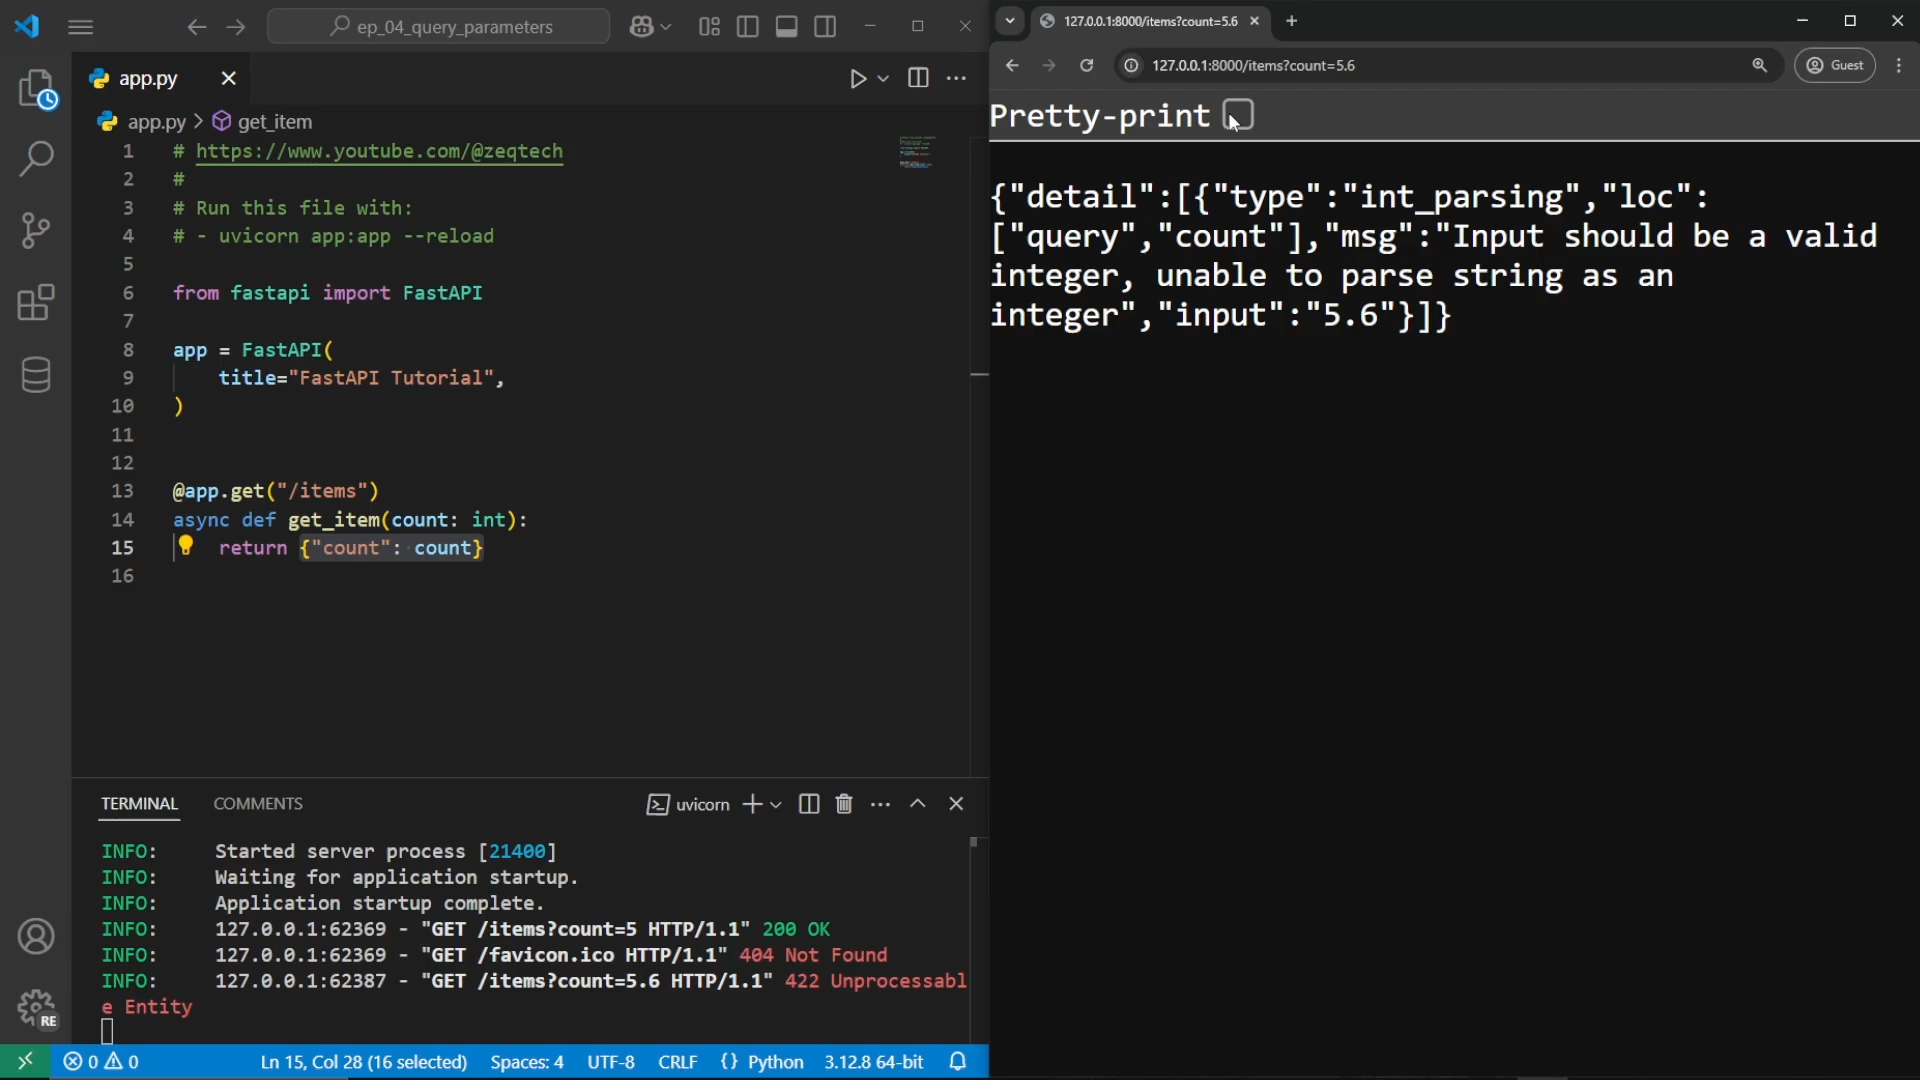 ep_04_query_parameters
app.py
app.py > get_item
1 # https://www.youtube.com/@zeqtech
2 #
3 # Run this file with:
4 # - uvicorn app:app --reload
5
6 from fastapi import FastAPI
7
8 app = FastAPI(
9 title="FastAPI Tutorial",
10 )
11
12
13 @app.get("/items")
14 async def get_item(count: int):
15 return {"count": count}
16
TERMINAL COMMENTS uvicorn
INFO: Started server process [21400]
INFO: Waiting for application startup.
INFO: Application startup complete.
INFO: 127.0.0.1:62369 - "GET /items?count=5 HTTP/1.1" 200 OK
INFO: 127.0.0.1:62369 - "GET /favicon.ico HTTP/1.1" 404 Not Found
INFO: 127.0.0.1:62387 - "GET /items?count=5.6 HTTP/1.1" 422 Unprocessabl
e Entity
RE
0 0 Ln 15, Col 28 (16 selected) Spaces: 4 UTF-8 CRLF {} Python 3.12.8 64-bit
127.0.0.1:8000/items?count=5.6
127.0.0.1:8000/items?count=5.6 Guest
Pretty-print
{"detail":[{"type":"int_parsing","loc":
["query","count"],"msg":"Input should be a valid
integer, unable to parse string as an
integer","input":"5.6"}]}